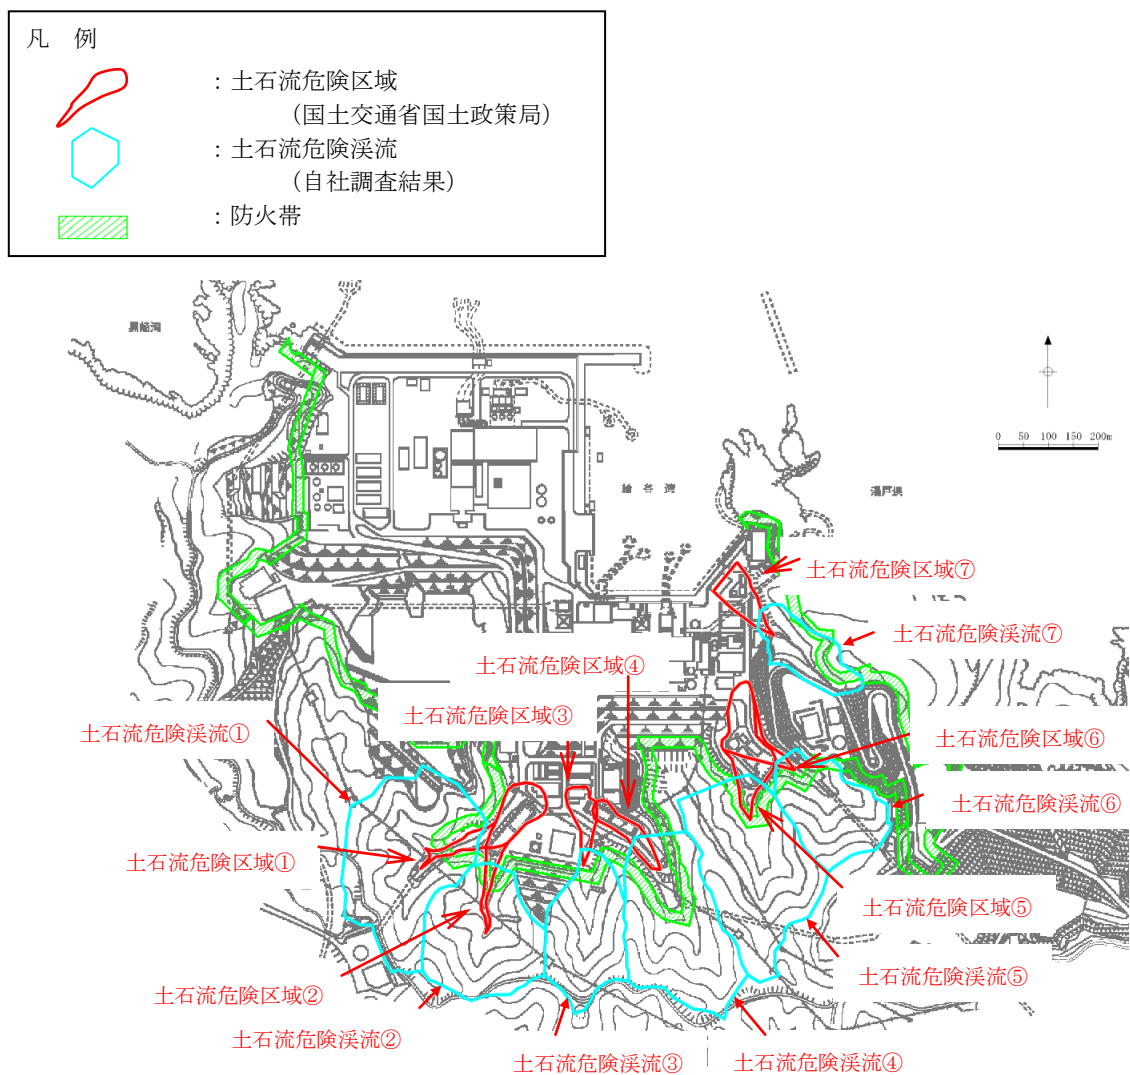 凡 例
：土石流危険区域
（国土交通省国土政策局）
：土石流危険渓流
（自社調査結果）
：防火帯
輪谷湾
0 50 100 150 200m
土石流危険区域⑦
土石流危険渓流⑦
土石流危険区域④
土石流危険区域③
土石流危険渓流①
土石流危険区域⑥
土石流危険渓流⑥
土石流危険区域①
土石流危険区域⑤
土石流危険渓流⑤
土石流危険区域②
土石流危険渓流②
土石流危険渓流③
土石流危険渓流④